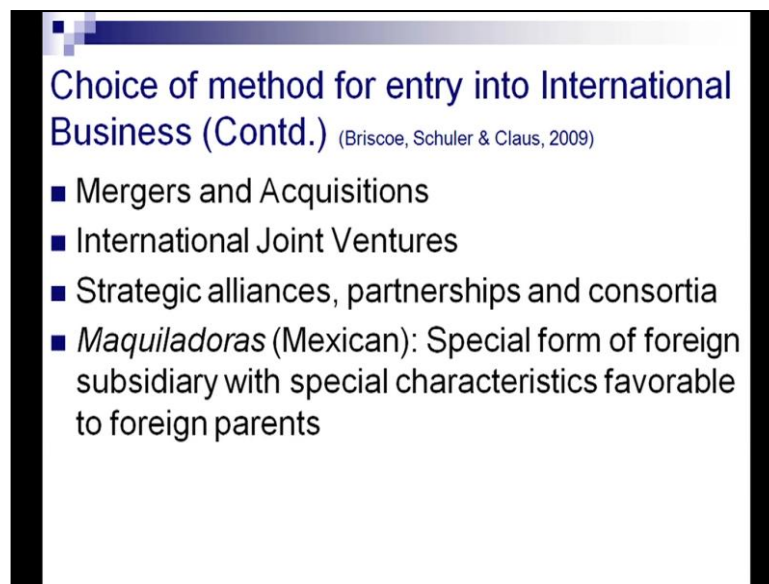 Choice of method for entry into International
Business (Contd.) (Briscoe, Schuler & Claus, 2009)
■ Mergers and Acquisitions
■ International Joint Ventures
■ Strategic alliances, partnerships and consortia
■ Maquiladoras (Mexican): Special form of foreign
subsidiary with special characteristics favorable
to foreign parents